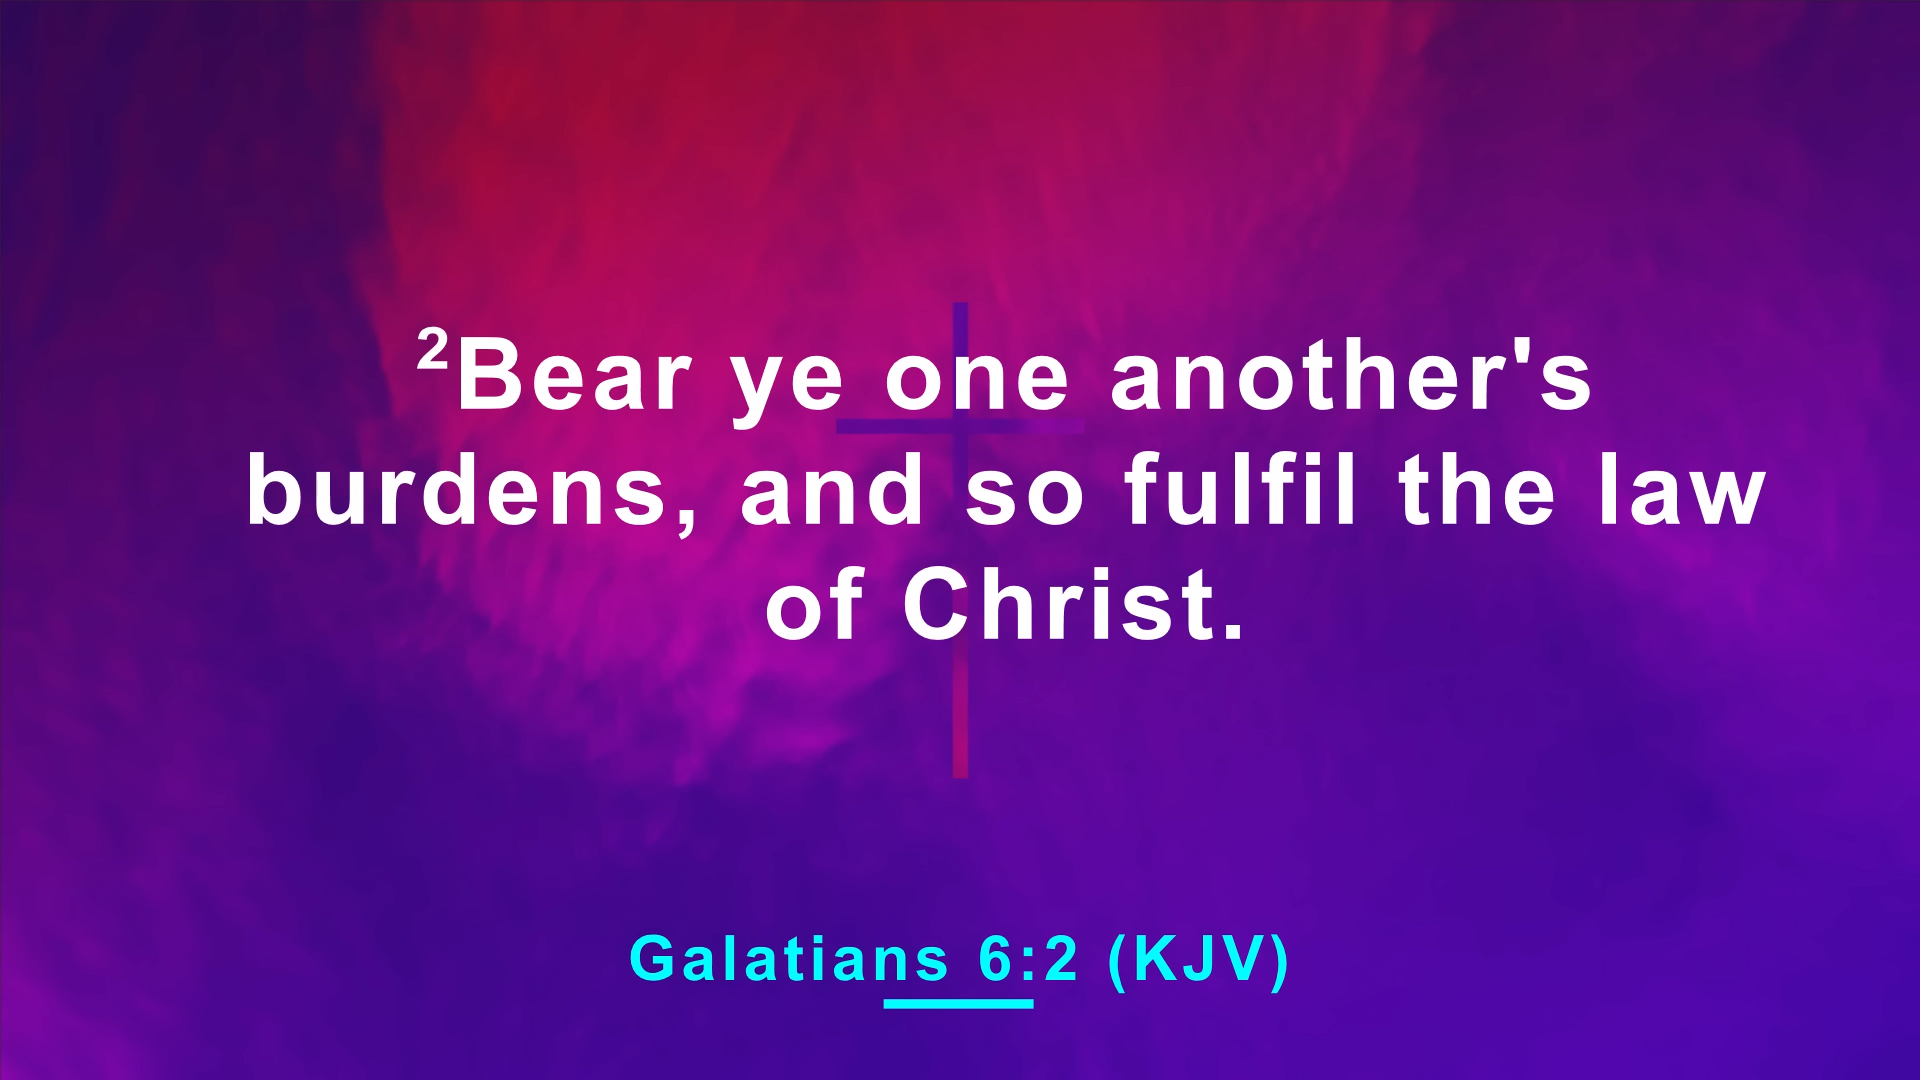 ²Bear ye one another's
burdens, and so fulfil the law
of Christ.
Galatians 6:2 (KJV)